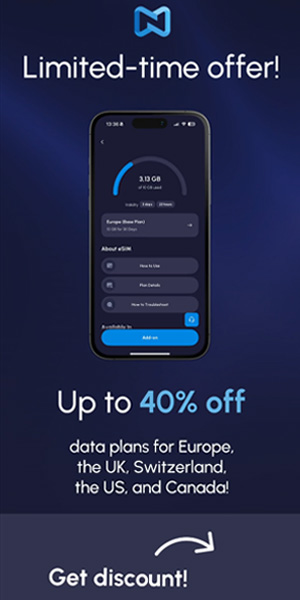 Limited-time offer!
13:36
3.13 GB
of 10 GB used
Validity 5 days 20 hours
Europe (Base Plan)
10 GB for 30 Days
About eSIM
How to Use
Plan Details
How to Troubleshoot
Available in
Add-on
Up to 40% off
data plans for Europe,
the UK, Switzerland,
the US, and Canada!
Get discount!